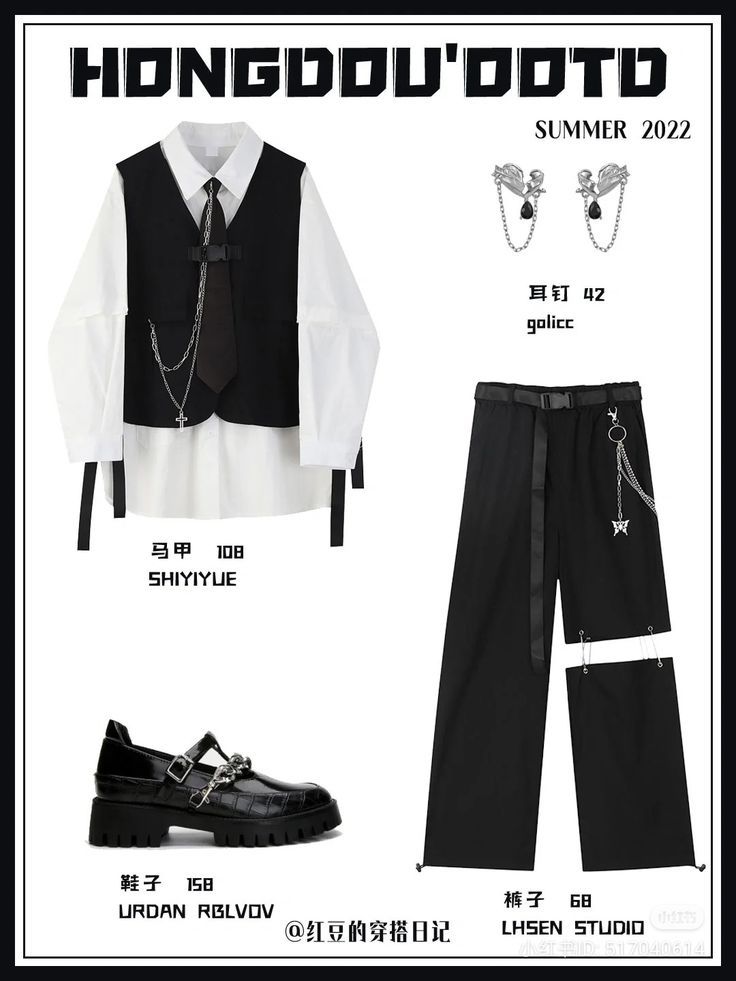 HONGDOU'OOTD
SUMMER 2022
耳钉 42
golicc
马甲 108
SHIYIYUE
鞋子 158
URDAN RBLVOV
@红豆的穿搭日记
裤子 68
LHSEN STUDIO
小红书
小红书ID: 517040614